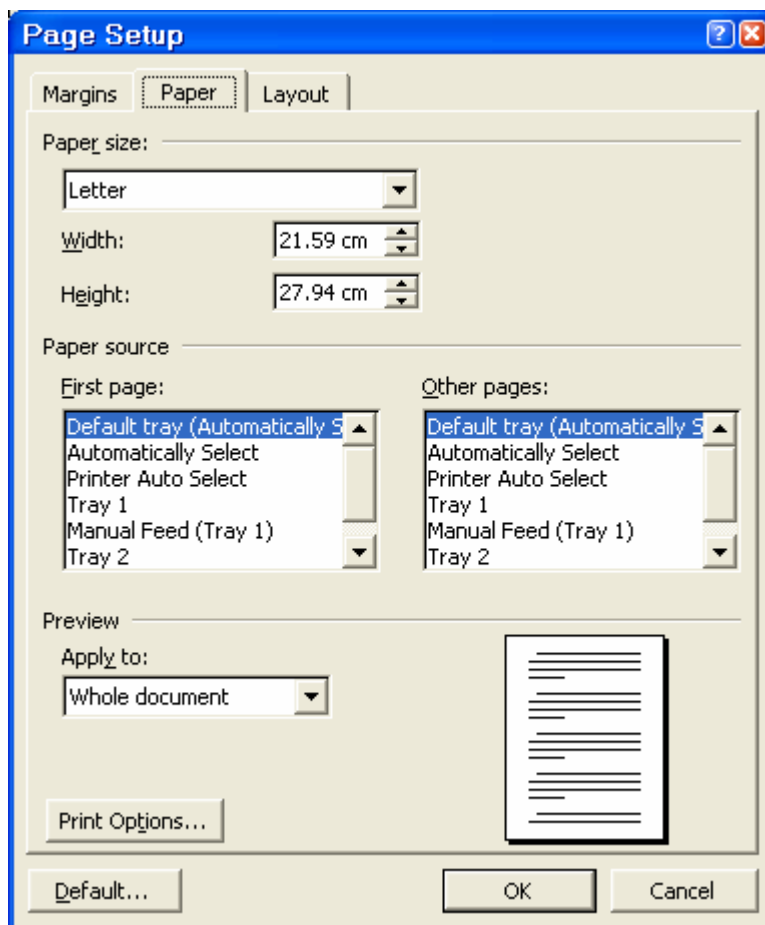 Page Setup
Margins Paper Layout
Paper size:
Letter
Width: 21.59 cm
Height: 27.94 cm
Paper source
First page: Other pages:
Default tray (Automatically S Default tray (Automatically S
Automatically Select Automatically Select
Printer Auto Select Printer Auto Select
Tray 1 Tray 1
Manual Feed (Tray 1) Manual Feed (Tray 1)
Tray 2 Tray 2
Preview
Apply to:
Whole document
Print Options...
Default... OK Cancel